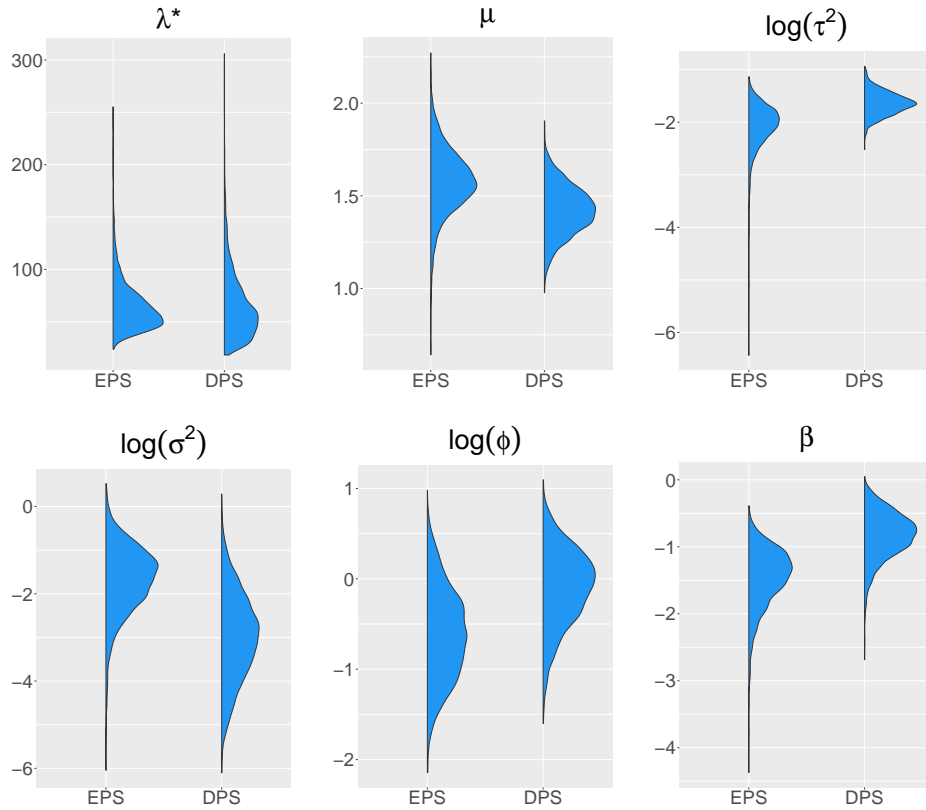 λ*
300
200
100
EPS DPS
μ
2.0
1.5
1.0
EPS DPS
log(τ²)
−2
−4
−6
EPS DPS
log(σ²)
0
−2
−4
−6
EPS DPS
log(ϕ)
1
0
−1
−2
EPS DPS
β
0
−1
−2
−3
−4
EPS DPS